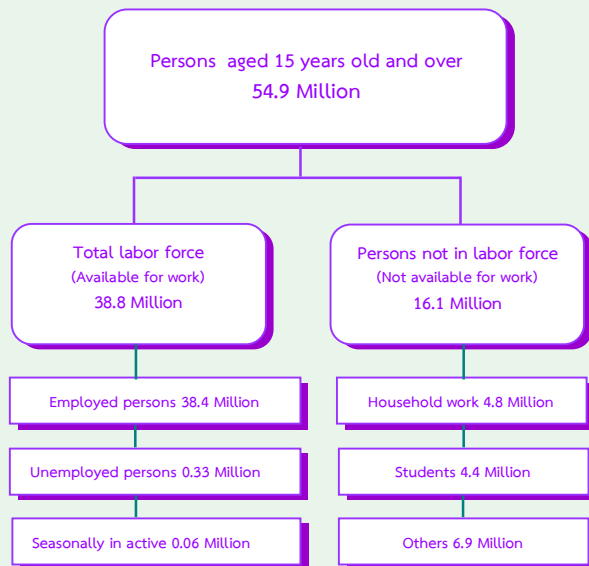 Persons aged 15 years old and over
54.9 Million
Total labor force
(Available for work)
38.8 Million
Persons not in labor force
(Not available for work)
16.1 Million
Employed persons 38.4 Million
Household work 4.8 Million
Unemployed persons 0.33 Million
Students 4.4 Million
Seasonally in active 0.06 Million
Others 6.9 Million